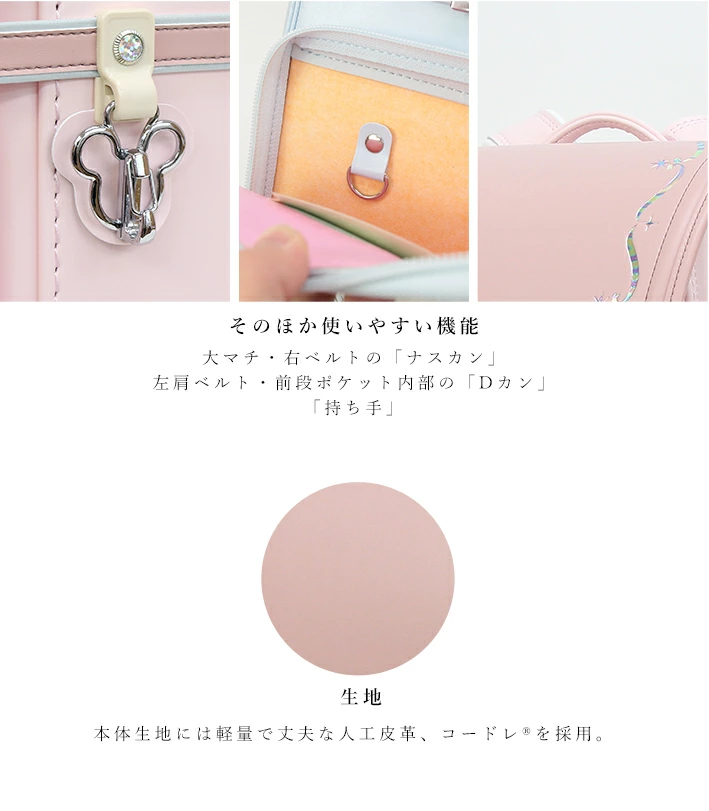 そのほか使いやすい機能
大マチ・右ベルトの「ナスカン」
左肩ベルト・前段ポケット内部の「Dカン」
「持ち手」
生地
本体生地には軽量で丈夫な人工皮革、コードレ®を採用。